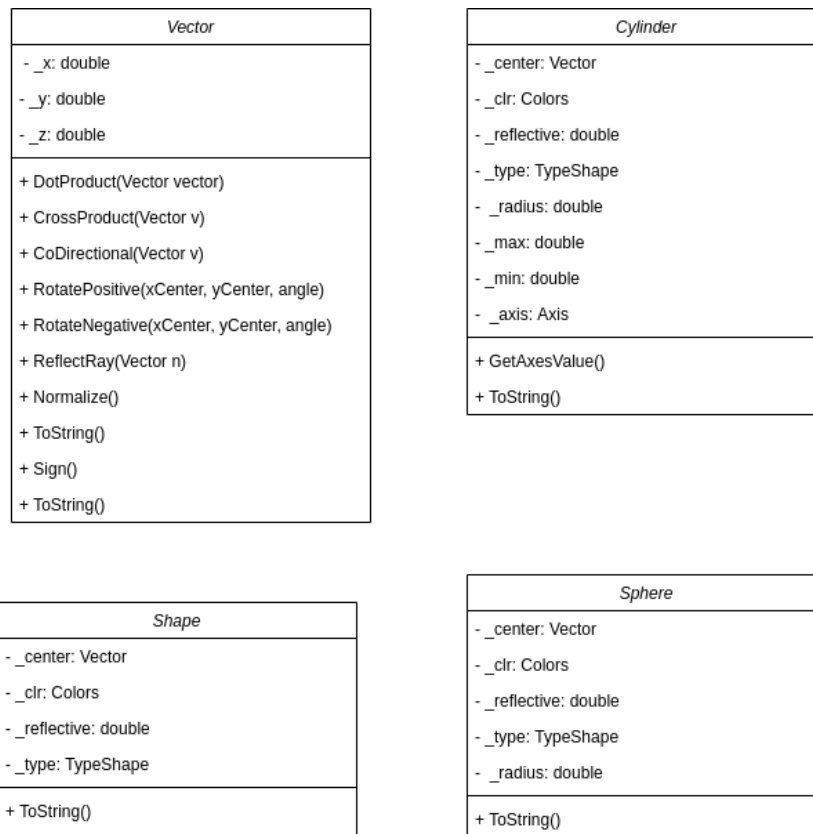 Vector
- _x: double
- _y: double
- _z: double
+ DotProduct(Vector vector)
+ CrossProduct(Vector v)
+ CoDirectional(Vector v)
+ RotatePositive(xCenter, yCenter, angle)
+ RotateNegative(xCenter, yCenter, angle)
+ ReflectRay(Vector n)
+ Normalize()
+ ToString()
+ Sign()
+ ToString()
Cylinder
- _center: Vector
- _clr: Colors
- _reflective: double
- _type: TypeShape
- _radius: double
- _max: double
- _min: double
- _axis: Axis
+ GetAxesValue()
+ ToString()
Shape
- _center: Vector
- _clr: Colors
- _reflective: double
- _type: TypeShape
+ ToString()
Sphere
- _center: Vector
- _clr: Colors
- _reflective: double
- _type: TypeShape
- _radius: double
+ ToString()